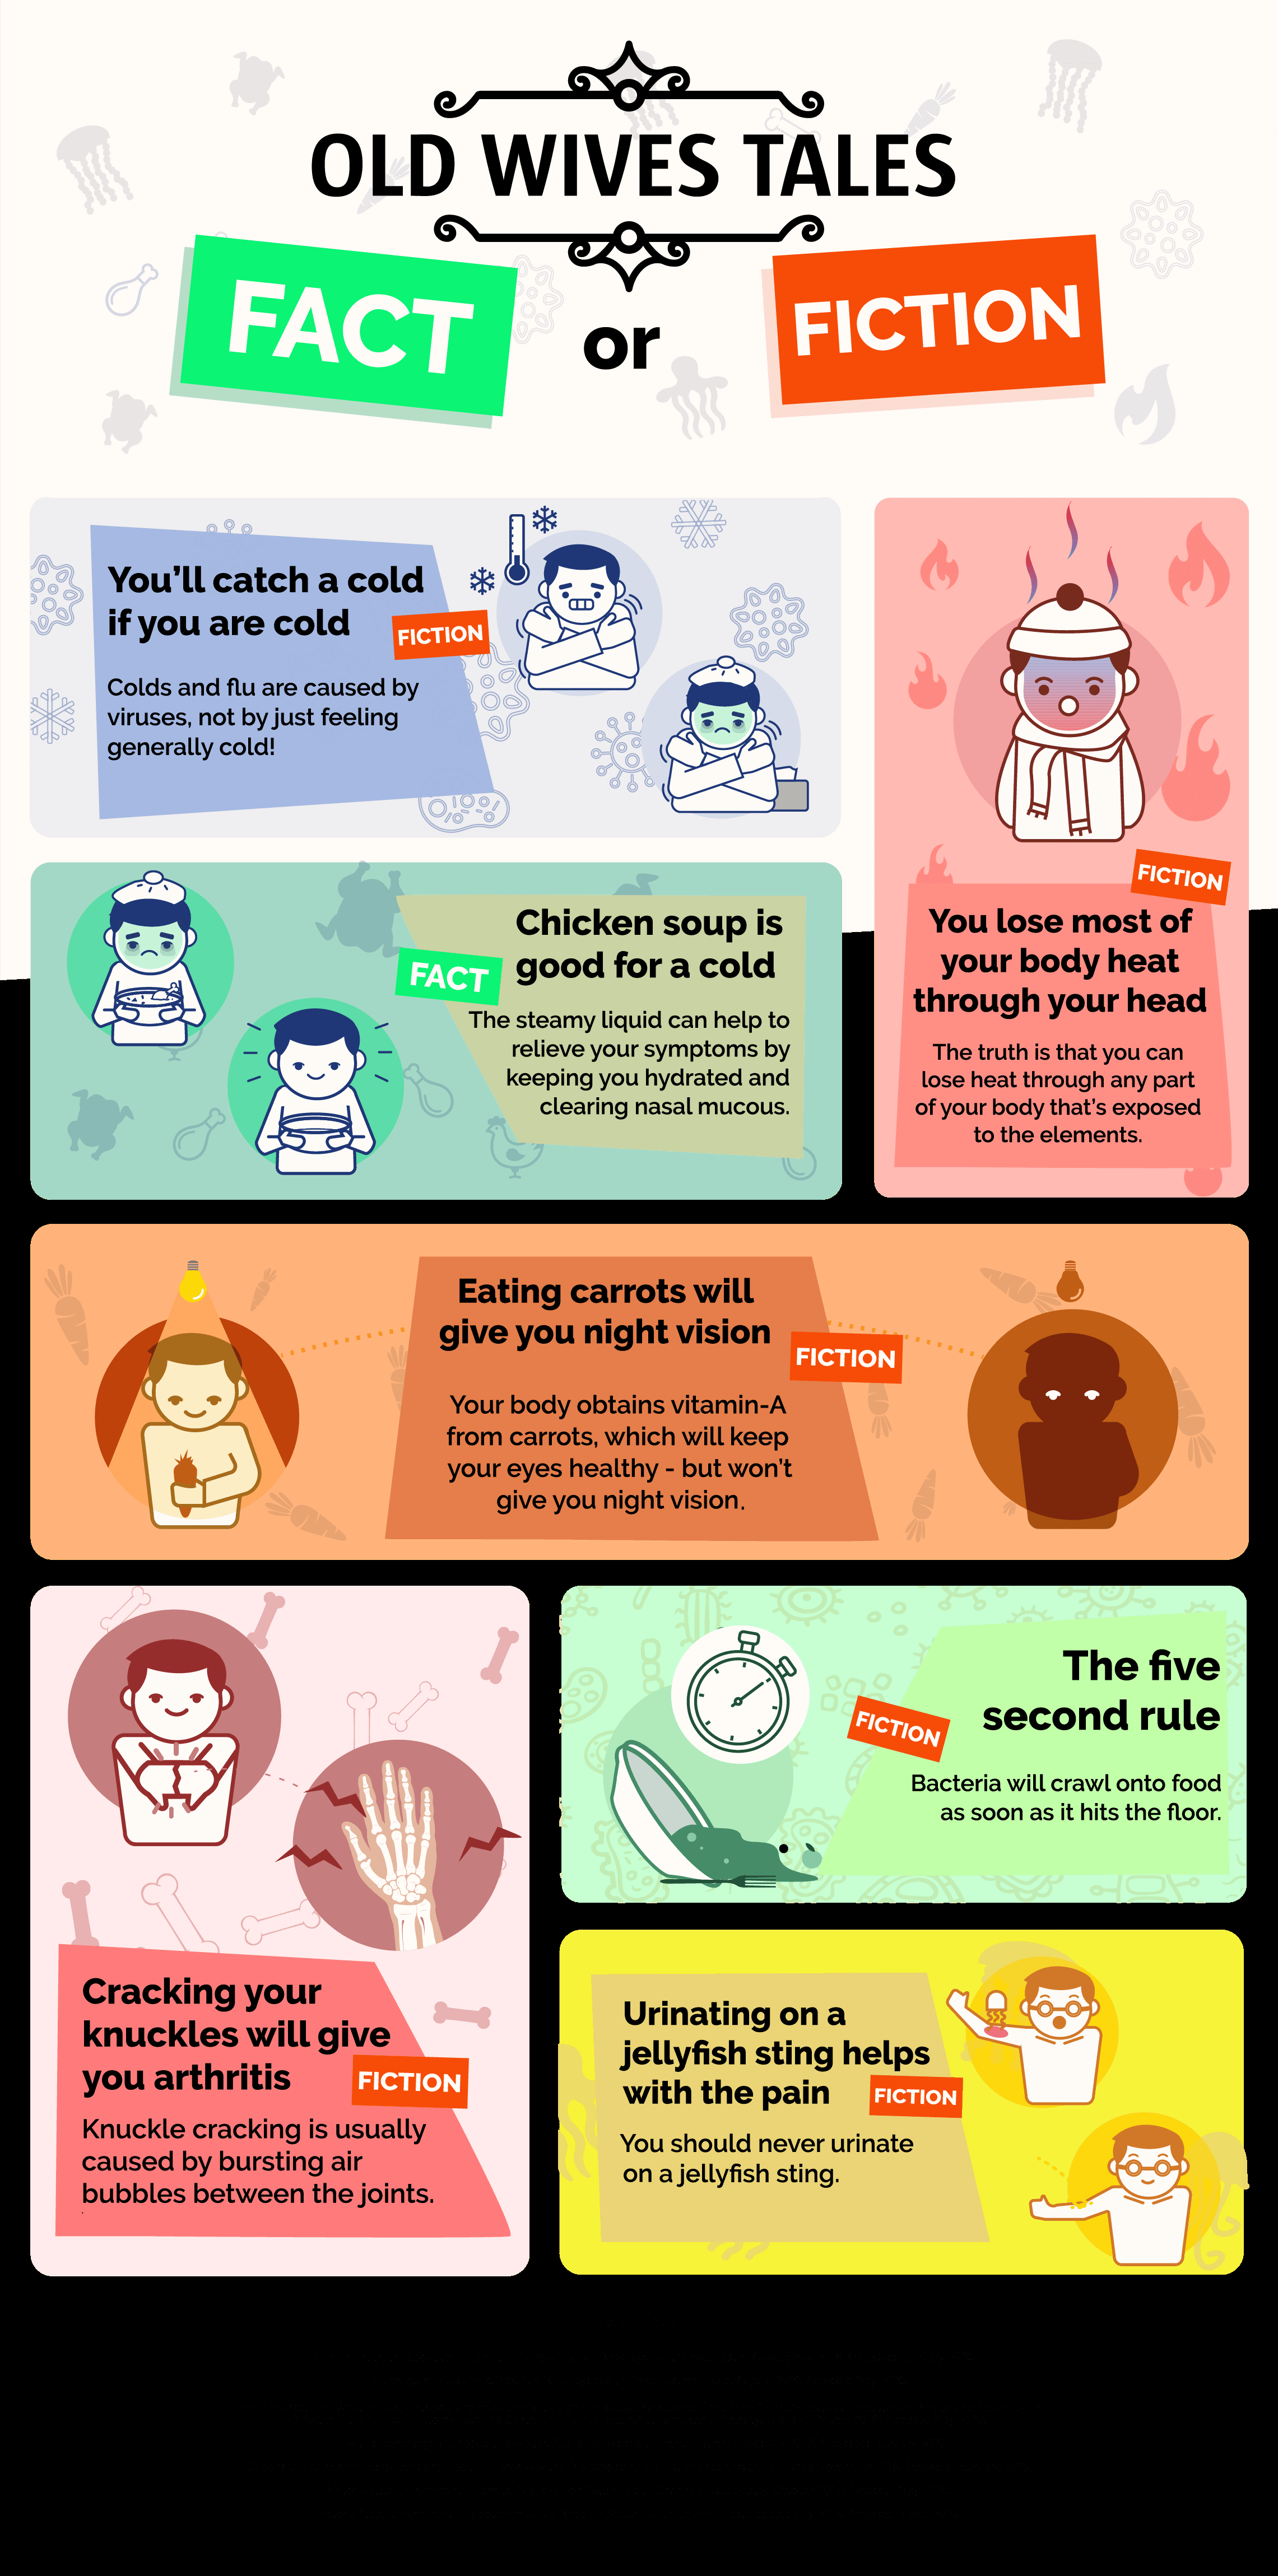 OLD WIVES TALES
FACT
or
FICTION
You'll catch a cold
if you are cold
FICTION
Colds and flu are caused by
viruses, not by just feeling
generally cold!
FICTION
You lose most of
your body heat
through your head
The truth is that you can
lose heat through any part
of your body that's exposed
to the elements.
Chicken soup is
good for a cold
FACT
The steamy liquid can help to
relieve your symptoms by
keeping you hydrated and
clearing nasal mucous.
Eating carrots will
give you night vision
FICTION
Your body obtains vitamin-A
from carrots, which will keep
your eyes healthy - but won't
give you night vision.
Cracking your
knuckles will give
you arthritis
FICTION
Knuckle cracking is usually
caused by bursting air
bubbles between the joints.
The five
second rule
FICTION
Bacteria will crawl onto food
as soon as it hits the floor.
Urinating on a
jellyfish sting helps
with the pain
FICTION
You should never urinate
on a jellyfish sting.